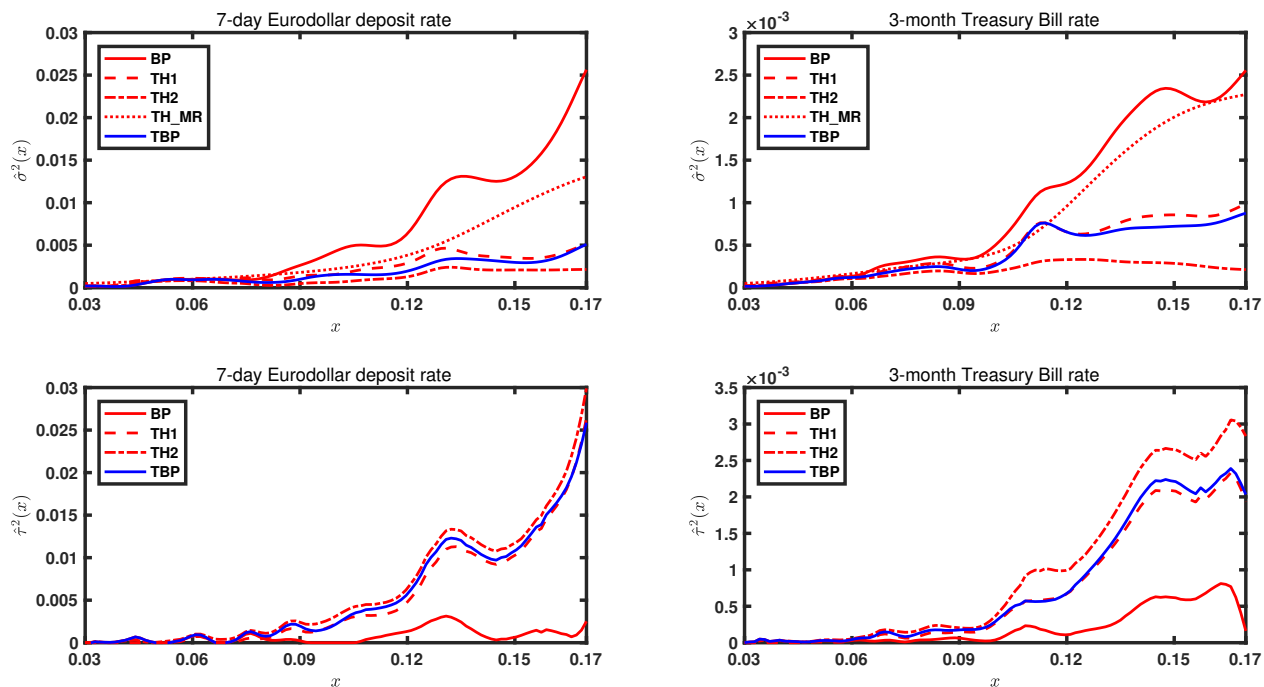 7-day Eurodollar deposit rate
0.03
0.025
0.02
0.015
0.01
0.005
0
σ̂²(x)
BP
TH1
TH2
TH_MR
TBP
0.03 0.06 0.09 0.12 0.15 0.17
x
3-month Treasury Bill rate
×10⁻³
3
2.5
2
1.5
1
0.5
0
σ̂²(x)
BP
TH1
TH2
TH_MR
TBP
0.03 0.06 0.09 0.12 0.15 0.17
x
7-day Eurodollar deposit rate
0.03
0.025
0.02
0.015
0.01
0.005
0
τ̂²(x)
BP
TH1
TH2
TBP
0.03 0.06 0.09 0.12 0.15 0.17
x
3-month Treasury Bill rate
×10⁻³
3.5
3
2.5
2
1.5
1
0.5
0
τ̂²(x)
BP
TH1
TH2
TBP
0.03 0.06 0.09 0.12 0.15 0.17
x